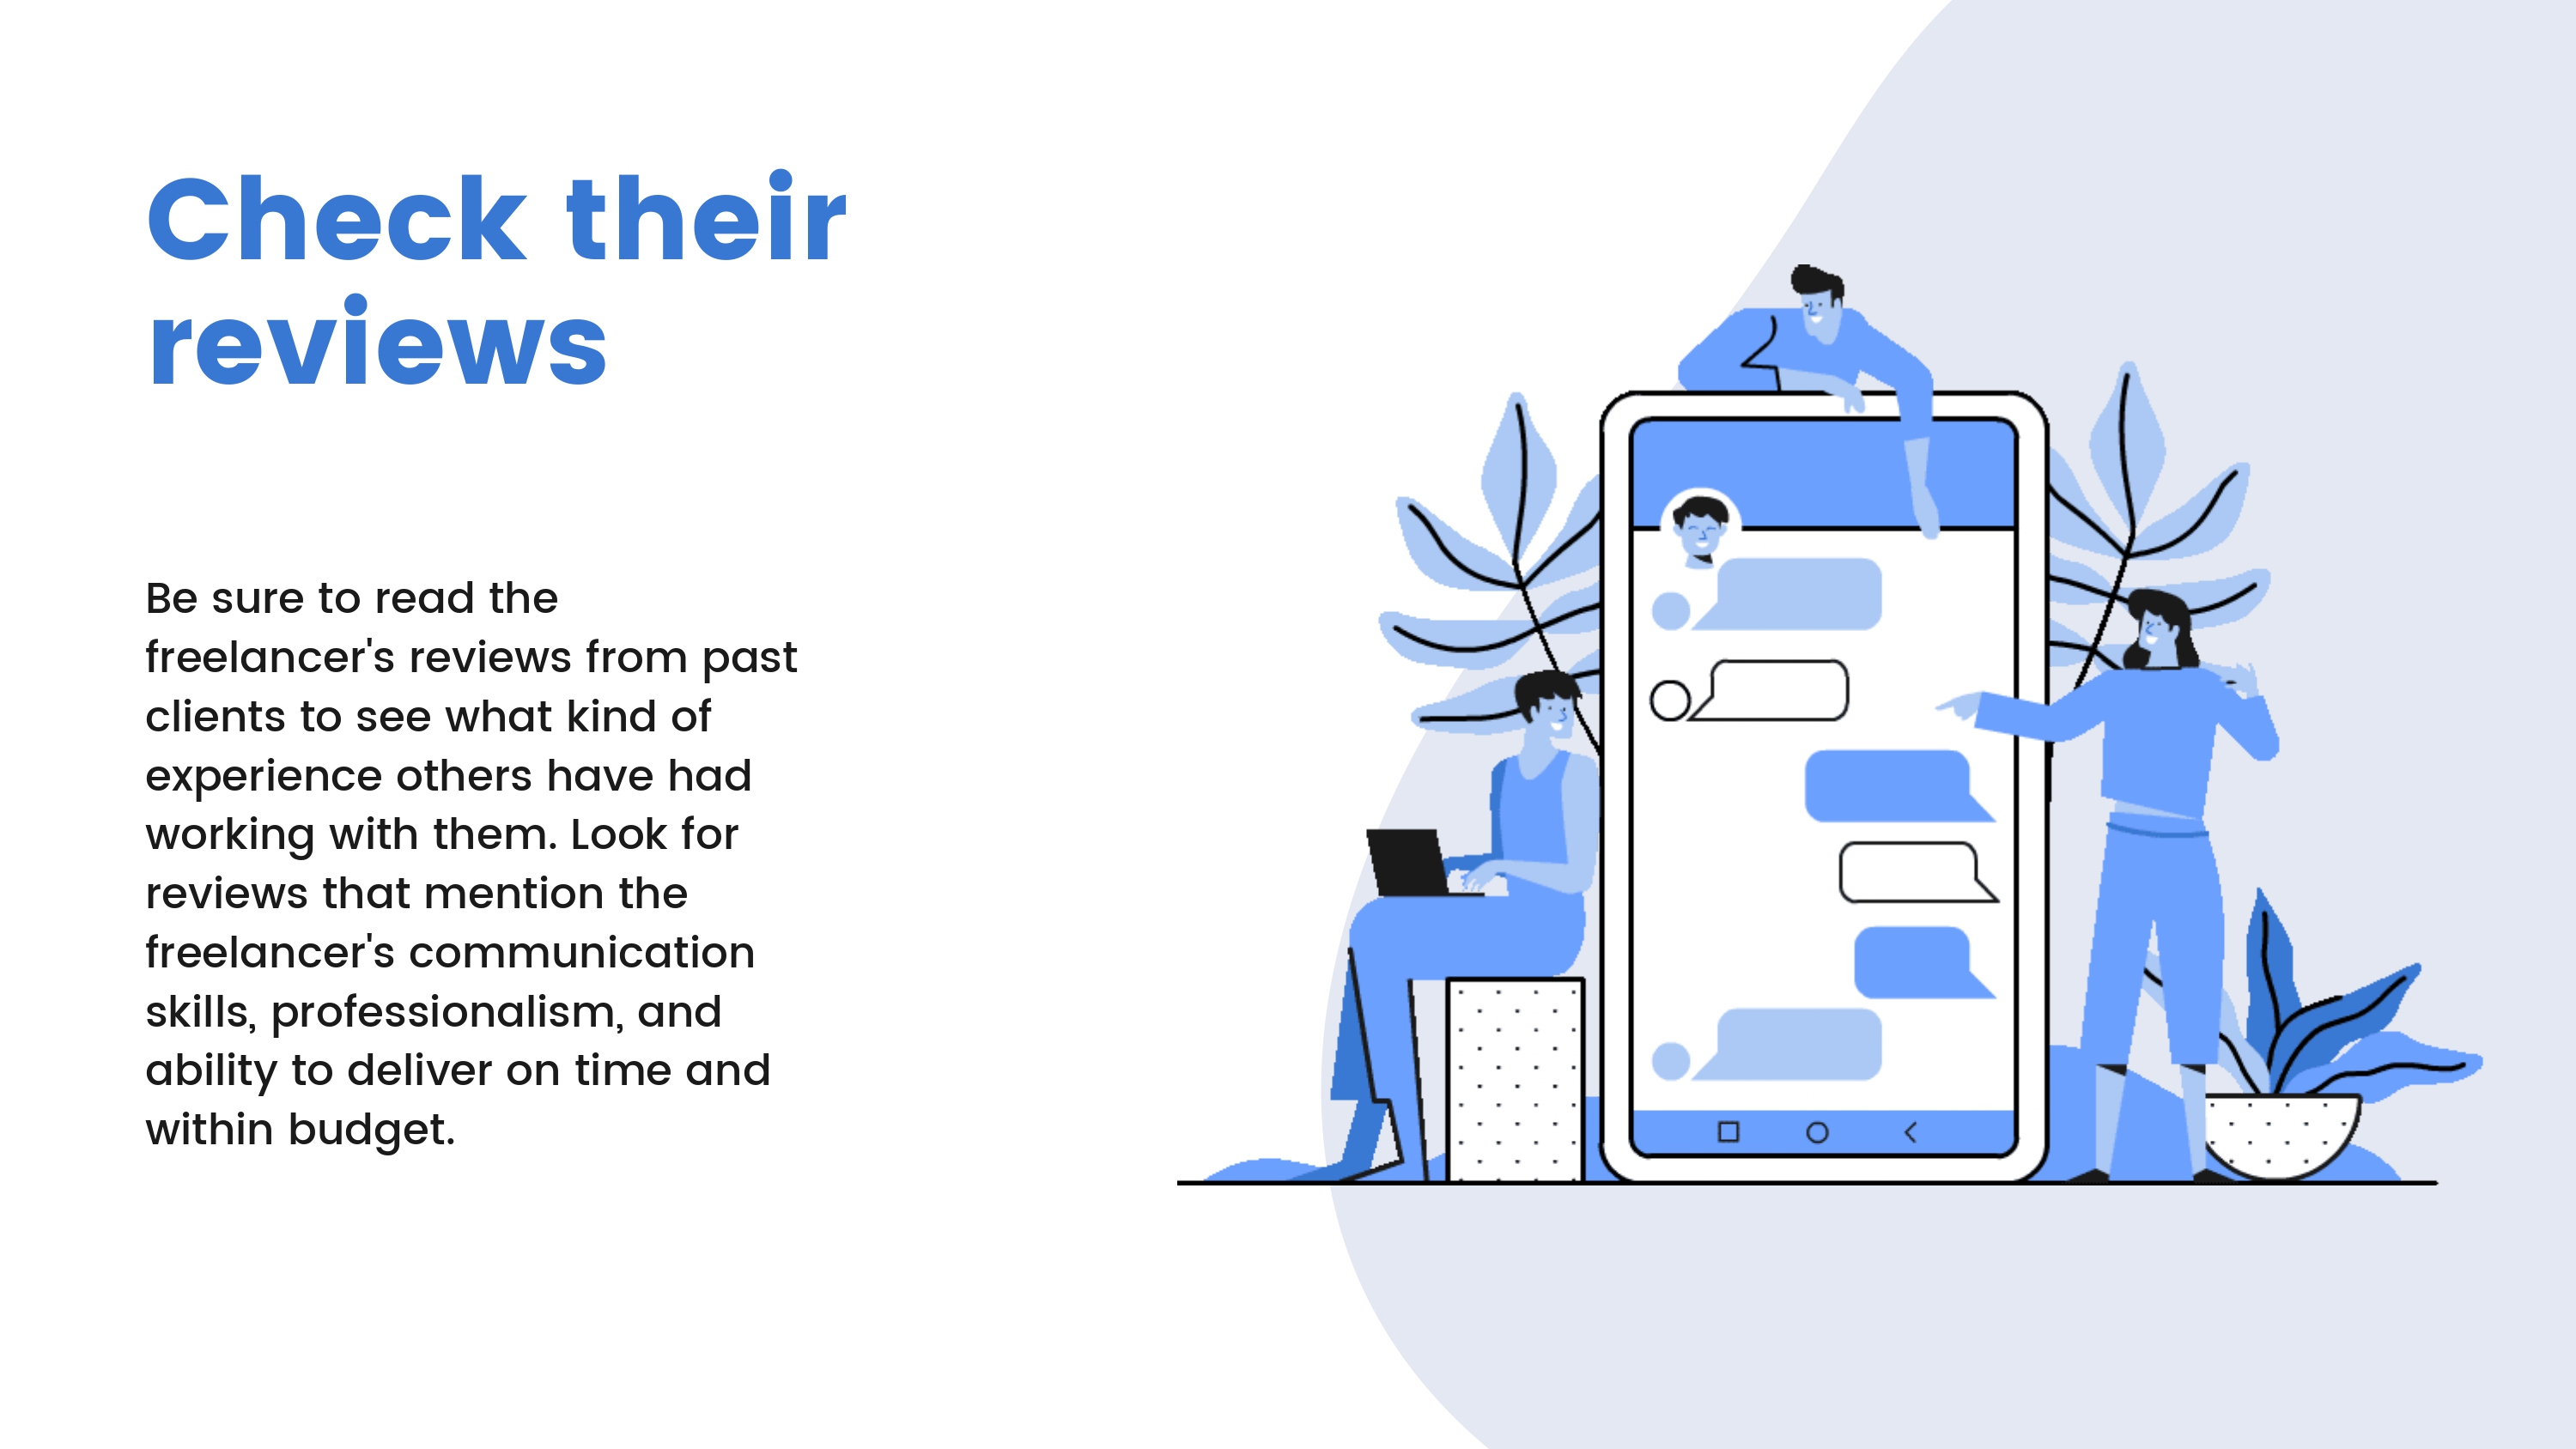 Check their
reviews
Be sure to read the
freelancer's reviews from past
clients to see what kind of
experience others have had
working with them. Look for
reviews that mention the
freelancer's communication
skills, professionalism, and
ability to deliver on time and
within budget.